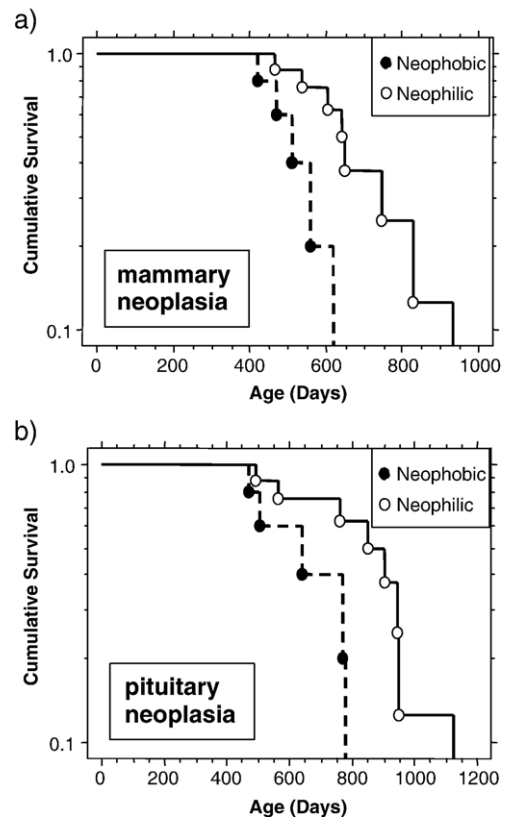 a)
1.0
Neophobic
Neophilic
Cumulative Survival
mammary
neoplasia
0.1
0 200 400 600 800 1000
Age (Days)
b)
1.0
Neophobic
Neophilic
Cumulative Survival
pituitary
neoplasia
0.1
0 200 400 600 800 1000 1200
Age (Days)